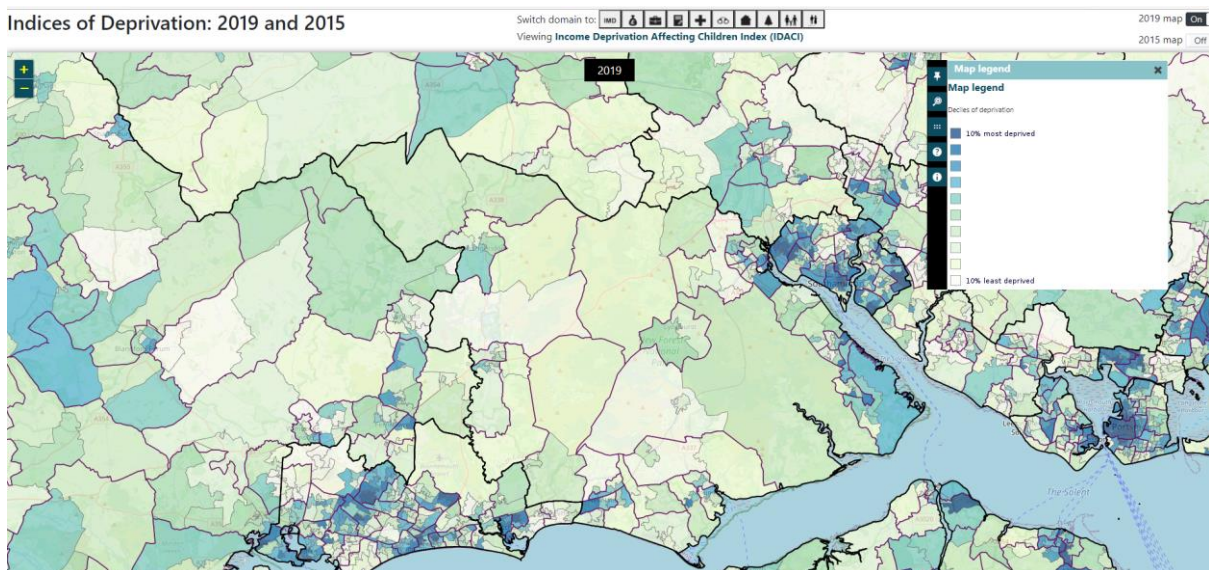 Indices of Deprivation: 2019 and 2015
Switch domain to: IMD
Viewing Income Deprivation Affecting Children Index (IDACI)
2019 map On
2015 map Off
2019
Map legend
Map legend
Deciles of deprivation
10% most deprived
10% least deprived
The Solent